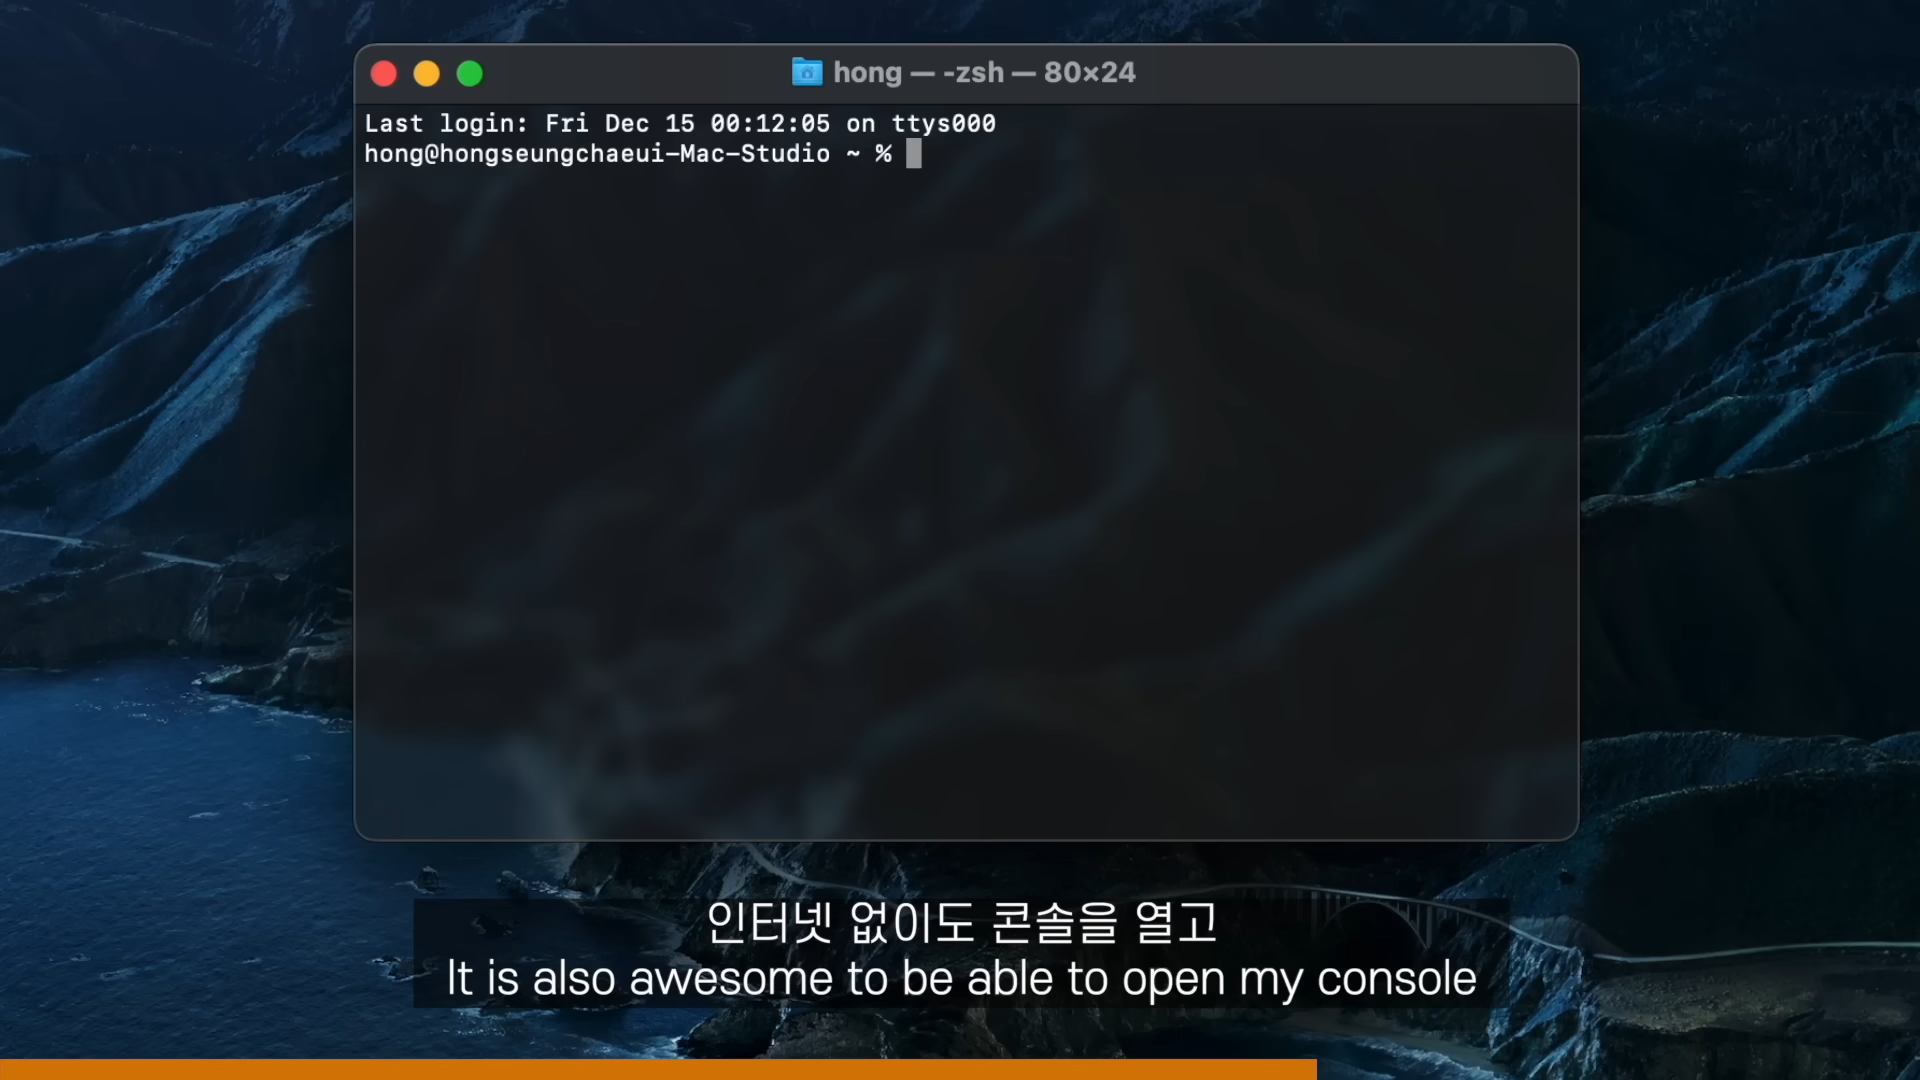 hong — -zsh — 80×24
Last login: Fri Dec 15 00:12:05 on ttys000
hong@hongseungchaeui-Mac-Studio ~ %
인터넷 없이도 콘솔을 열고
It is also awesome to be able to open my console